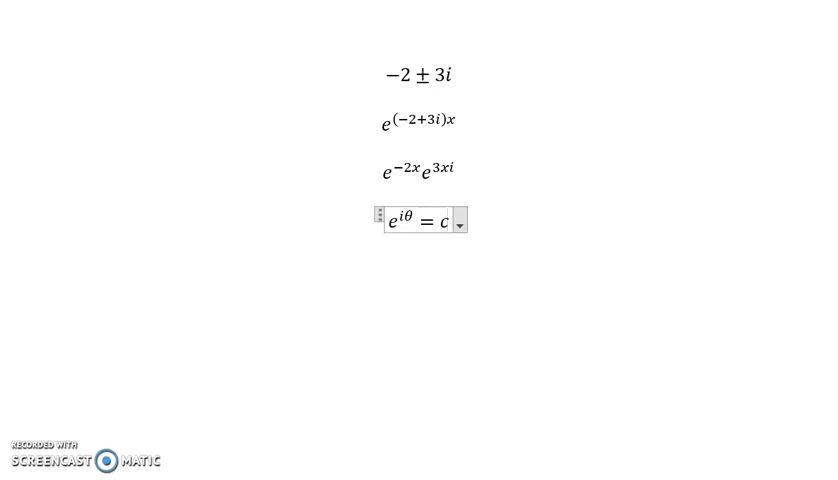 −2 ± 3i
e^{(−2+3i)x}
e^{−2x}e^{3xi}
e^{iθ} = c
RECORDED WITH
SCREENCAST MATIC